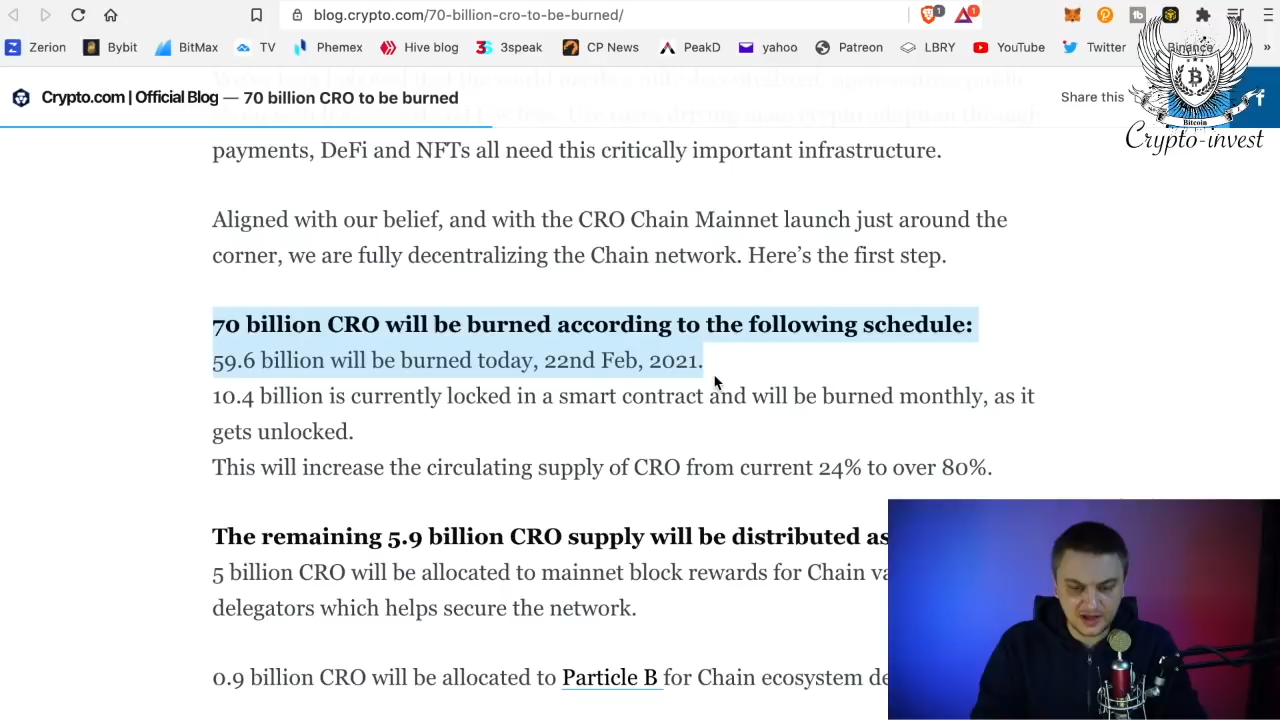 blog.crypto.com/70-billion-cro-to-be-burned/
1
1
Zerion
Bybit
BitMax
TV
Phemex
Hive blog
3speak
CP News
PeakD
yahoo
Patreon
LBRY
YouTube
Twitter
Binance
»
Crypto.com | Official Blog — 70 billion CRO to be burned
Share this
Bitcoin
Crypto-invest
payments, DeFi and NFTs all need this critically important infrastructure.
Aligned with our belief, and with the CRO Chain Mainnet launch just around the
corner, we are fully decentralizing the Chain network. Here’s the first step.
70 billion CRO will be burned according to the following schedule:
59.6 billion will be burned today, 22nd Feb, 2021.
10.4 billion is currently locked in a smart contract and will be burned monthly, as it
gets unlocked.
This will increase the circulating supply of CRO from current 24% to over 80%.
The remaining 5.9 billion CRO supply will be distributed as
5 billion CRO will be allocated to mainnet block rewards for Chain va
delegators which helps secure the network.
0.9 billion CRO will be allocated to Particle B for Chain ecosystem de